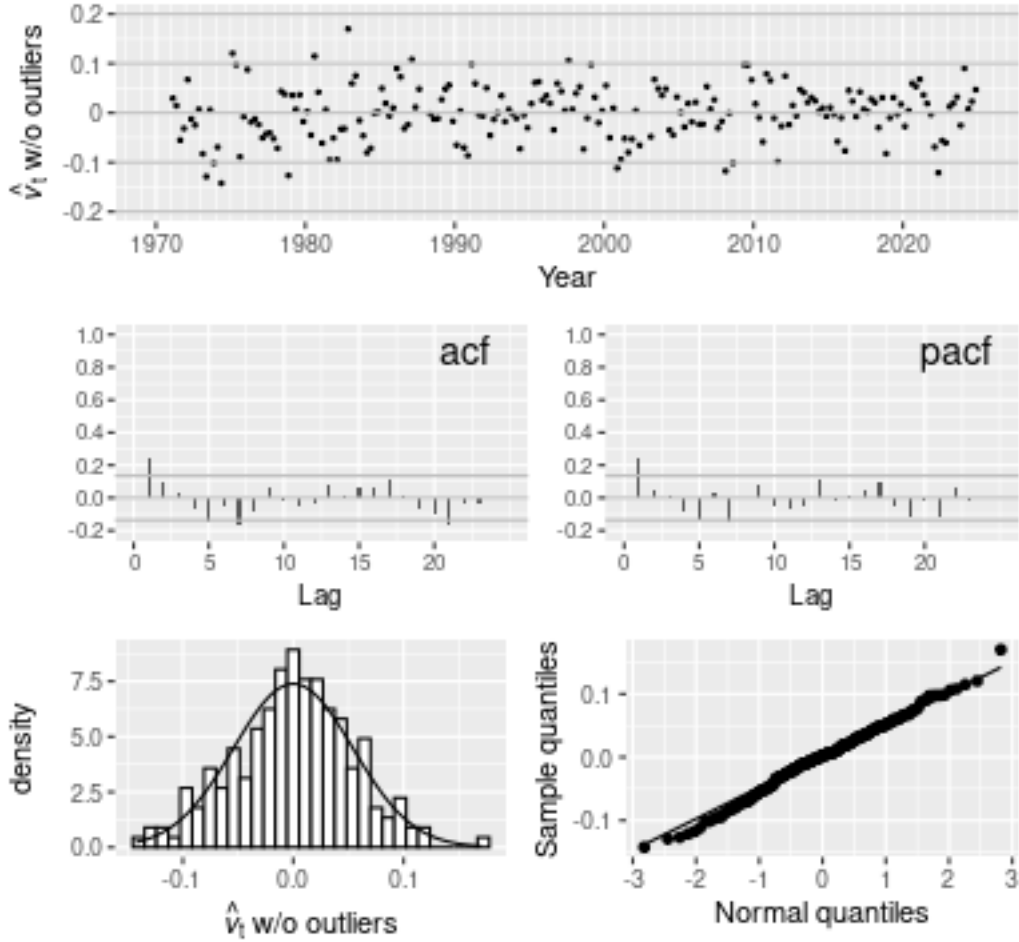 v̂t w/o outliers
0.2
0.1
0
-0.1
-0.2
1970 1980 1990 2000 2010 2020
Year
acf
1.0
0.8
0.6
0.4
0.2
0.0
-0.2
0 5 10 15 20
Lag
pacf
1.0
0.8
0.6
0.4
0.2
0.0
-0.2
0 5 10 15 20
Lag
density
7.5
5.0
2.5
0.0
-0.1 0.0 0.1
v̂t w/o outliers
Sample quantiles
0.1
0.0
-0.1
-3 -2 -1 0 1 2 3
Normal quantiles